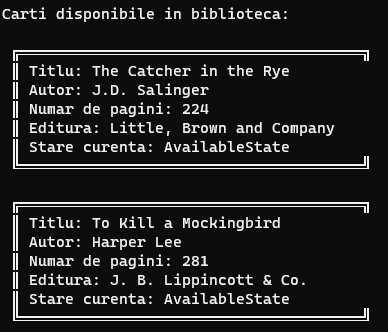 Carti disponibile in biblioteca:
Titlu: The Catcher in the Rye
Autor: J.D. Salinger
Numar de pagini: 224
Editura: Little, Brown and Company
Stare curenta: AvailableState
Titlu: To Kill a Mockingbird
Autor: Harper Lee
Numar de pagini: 281
Editura: J. B. Lippincott & Co.
Stare curenta: AvailableState